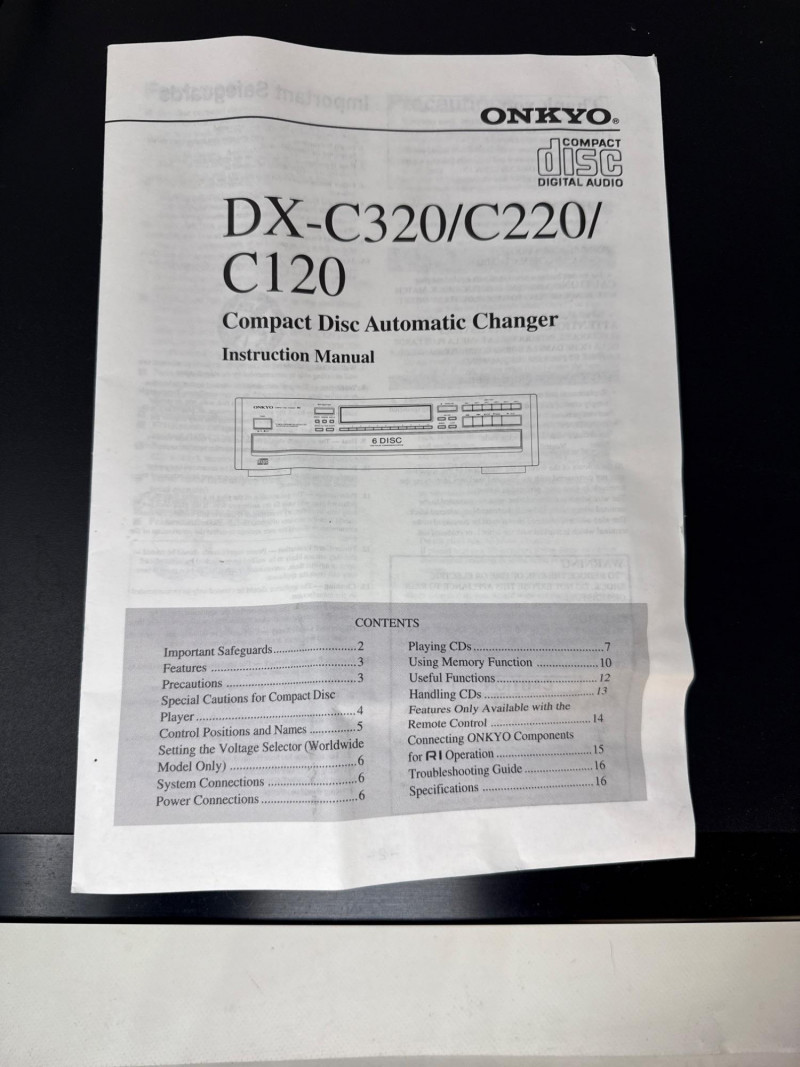 ONKYO®
COMPACT
disc
DIGITAL AUDIO
DX-C320/C220/
C120
Compact Disc Automatic Changer
Instruction Manual
ONKYO
6 DISC
CONTENTS
Important Safeguards............................2
Features ................................................3
Precautions ..........................................3
Special Cautions for Compact Disc
Player....................................................4
Control Positions and Names ..............5
Setting the Voltage Selector (Worldwide
Model Only) ........................................6
System Connections ............................6
Power Connections..............................6
Playing CDs..........................................7
Using Memory Function ..................10
Useful Functions................................12
Handling CDs ....................................13
Features Only Available with the
Remote Control ................................14
Connecting ONKYO Components
for RI Operation ................................15
Troubleshooting Guide ......................16
Specifications ....................................16